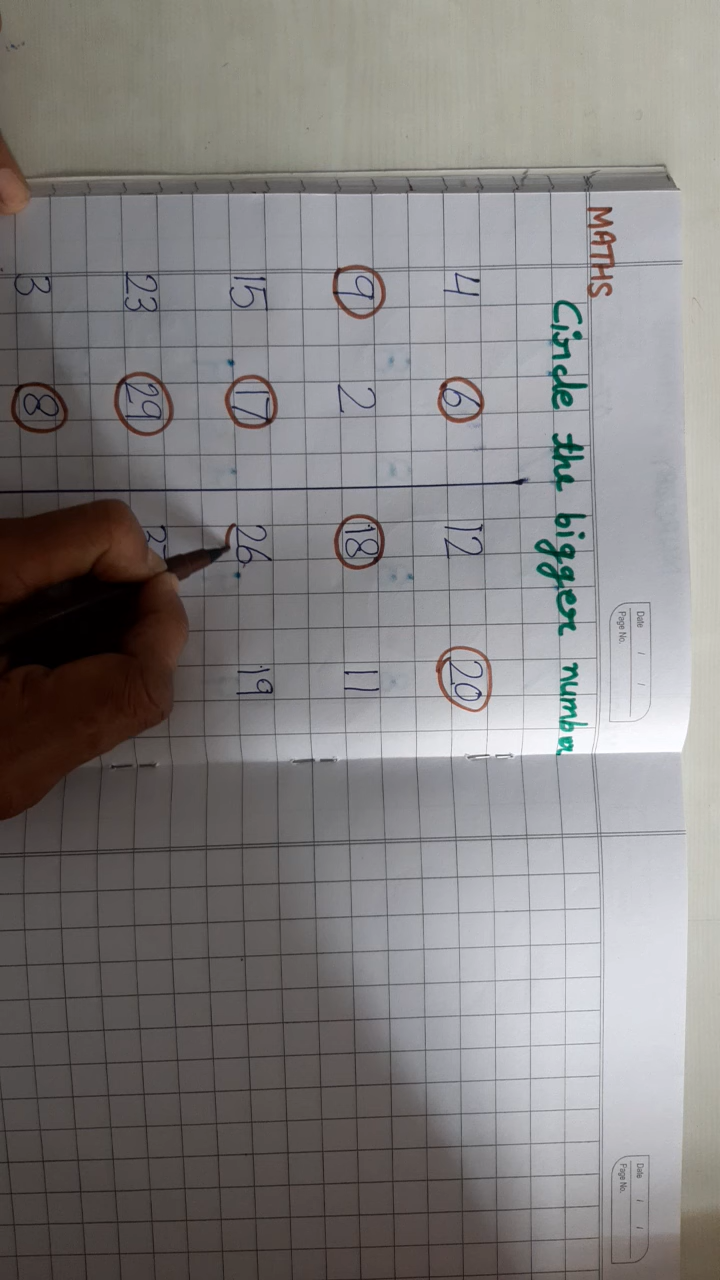 MATHS
Date / /
Page No.
Circle the bigger number
4 6 12 20
9 2 18 11
15 17 26 19
23 29
3 8
Date / /
Page No.